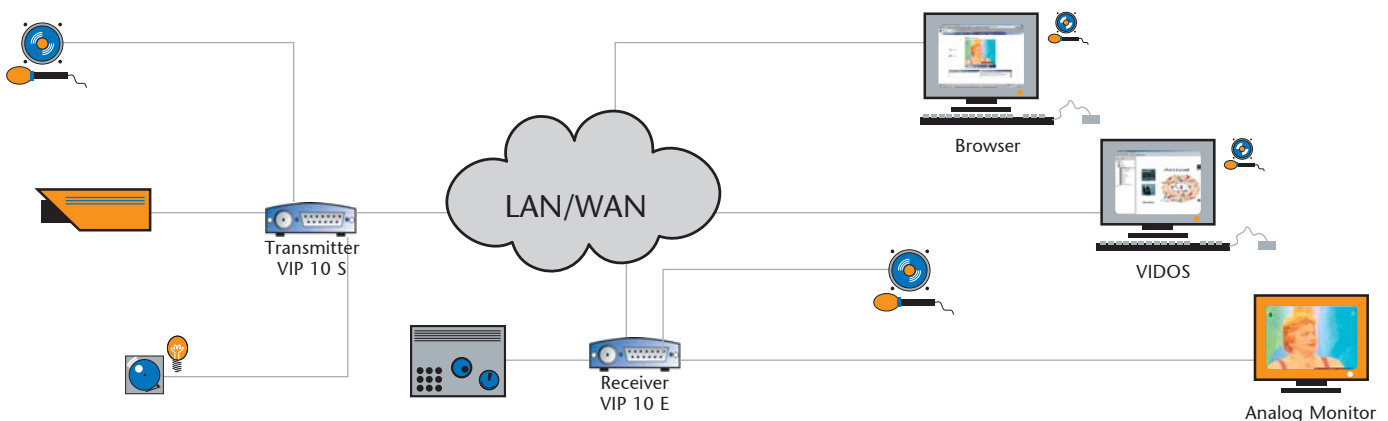 Browser
LAN/WAN
Transmitter
VIP 10 S
VIDOS
Receiver
VIP 10 E
Analog Monitor